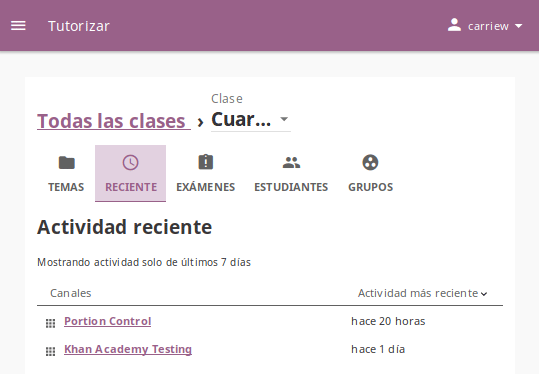 Tutorizar
carriew
Clase
Todas las clases › Cuar...
TEMAS
RECIENTE
EXÁMENES
ESTUDIANTES
GRUPOS
Actividad reciente
Mostrando actividad solo de últimos 7 días
Canales
Actividad más reciente
Portion Control
hace 20 horas
Khan Academy Testing
hace 1 día